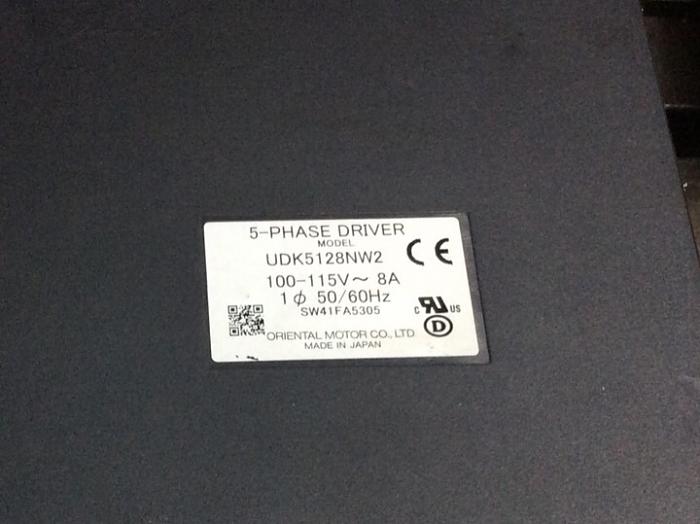 5-PHASE DRIVER
MODEL
UDK5128NW2
CE
100-115V~ 8A
1φ 50/60Hz
SW41FA5305
c RU US
D
ORIENTAL MOTOR CO., LTD
MADE IN JAPAN